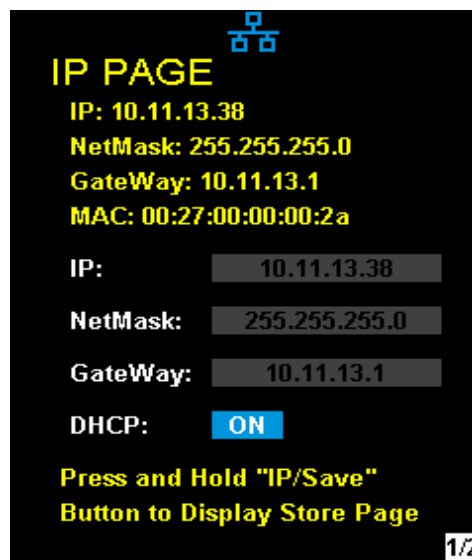 IP PAGE
IP: 10.11.13.38
NetMask: 255.255.255.0
GateWay: 10.11.13.1
MAC: 00:27:00:00:00:2a
IP: 10.11.13.38
NetMask: 255.255.255.0
GateWay: 10.11.13.1
DHCP: ON
Press and Hold "IP/Save"
Button to Display Store Page
1/2